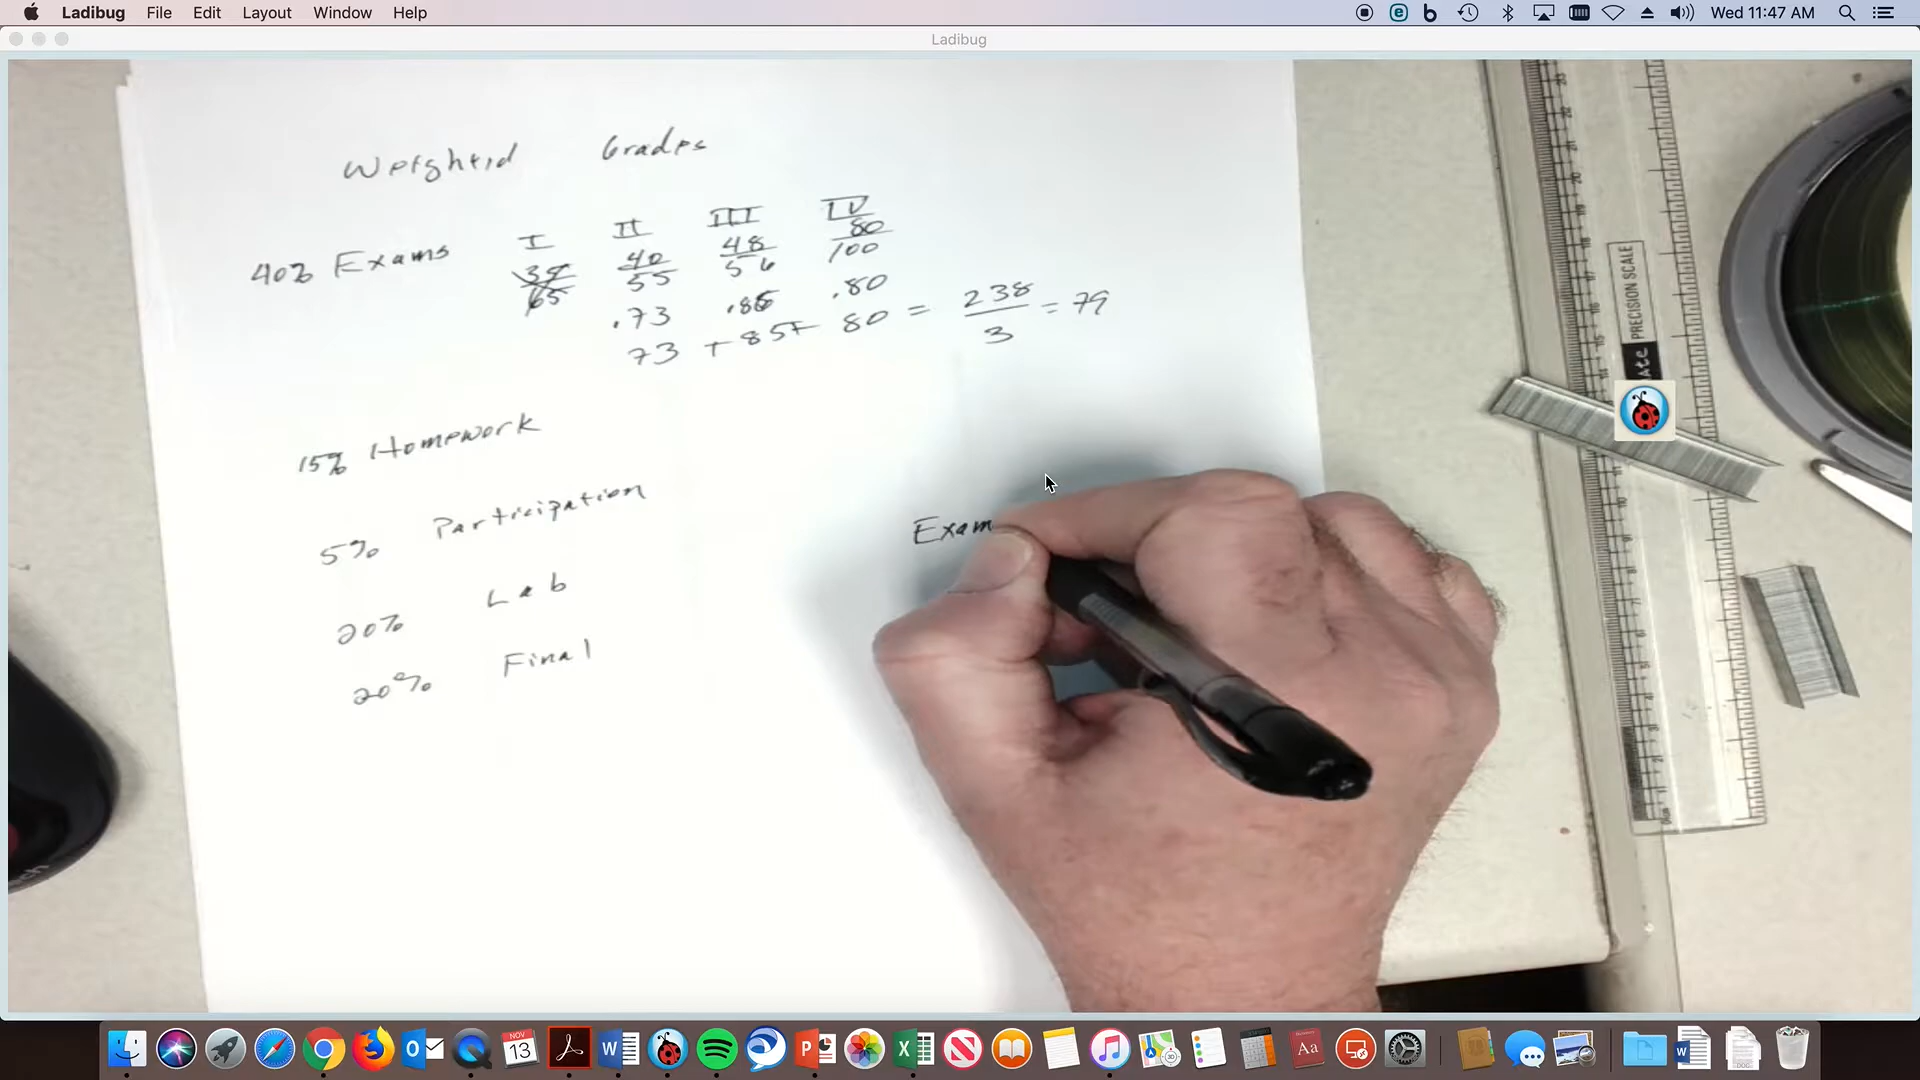 Ladibug File Edit Layout Window Help Wed 11:47 AM
Ladibug
Weighted Grades
I II III IV
40% Exams 40/55 48/56 80/100
.73 .85 .80
73 + 85 + 80 = 238/3 = 79
15% Homework
5% Participation
20% Lab
20% Final
Exam
PRECISION SCALE
NOV
13